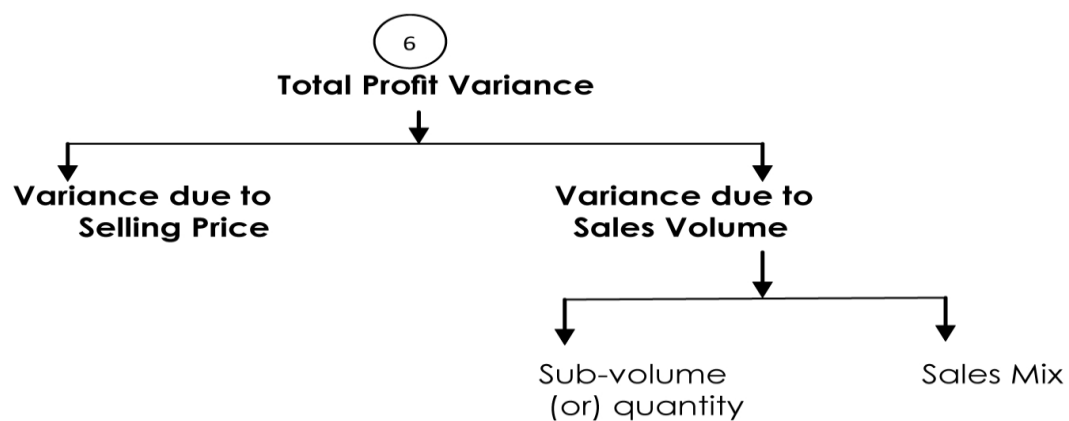 6
Total Profit Variance
Variance due to
Selling Price
Variance due to
Sales Volume
Sub-volume
(or) quantity
Sales Mix